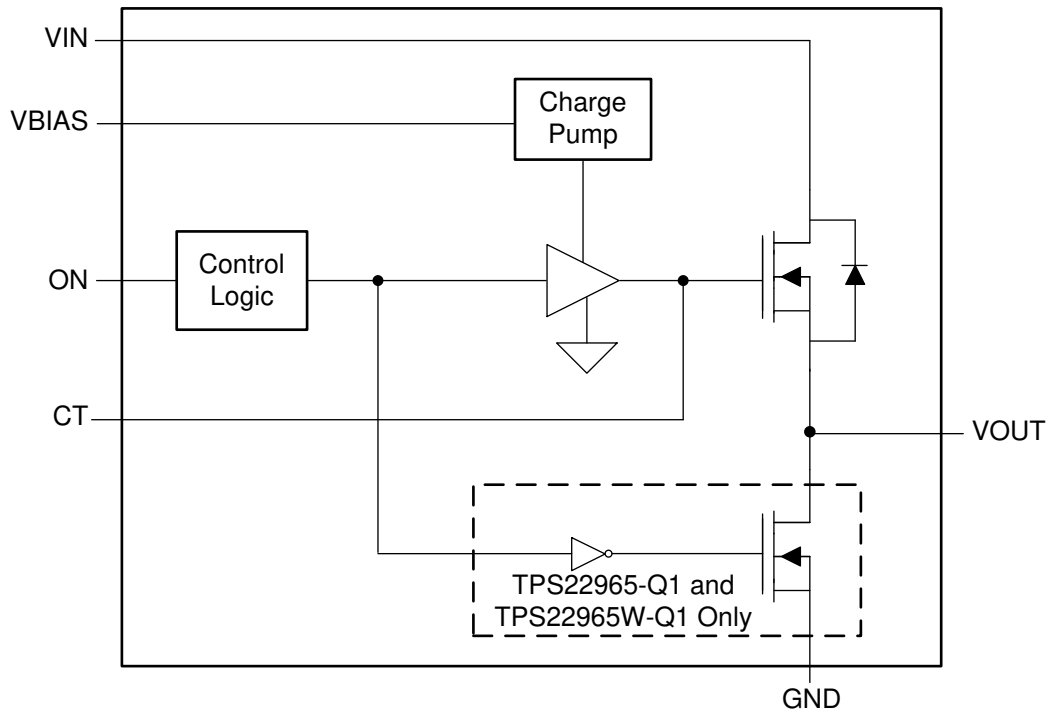 VIN
Charge
Pump
VBIAS
Control
Logic
ON
CT
VOUT
TPS22965-Q1 and
TPS22965W-Q1 Only
GND